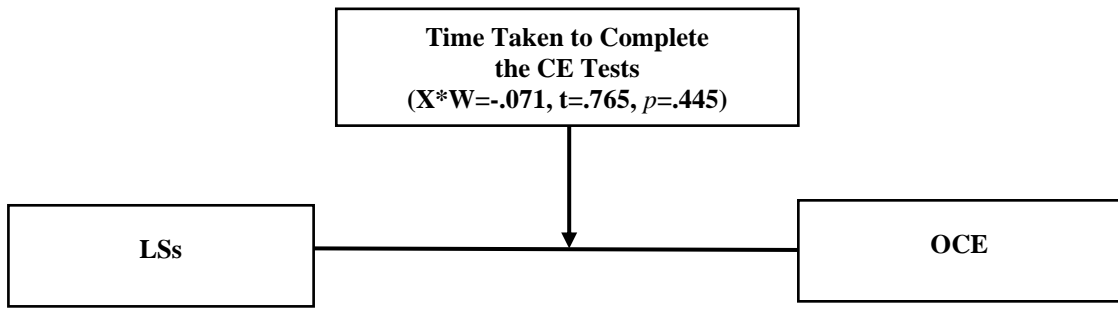 Time Taken to Complete
the CE Tests
(X*W=-.071, t=.765, p=.445)
LSs
OCE